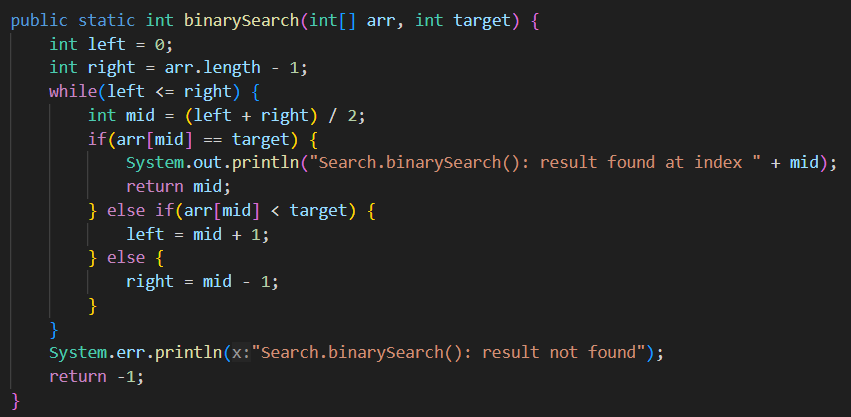 public static int binarySearch(int[] arr, int target) {
    int left = 0;
    int right = arr.length - 1;
    while(left <= right) {
        int mid = (left + right) / 2;
        if(arr[mid] == target) {
            System.out.println("Search.binarySearch(): result found at index " + mid);
            return mid;
        } else if(arr[mid] < target) {
            left = mid + 1;
        } else {
            right = mid - 1;
        }
    }
    System.err.println(x:"Search.binarySearch(): result not found");
    return -1;
}